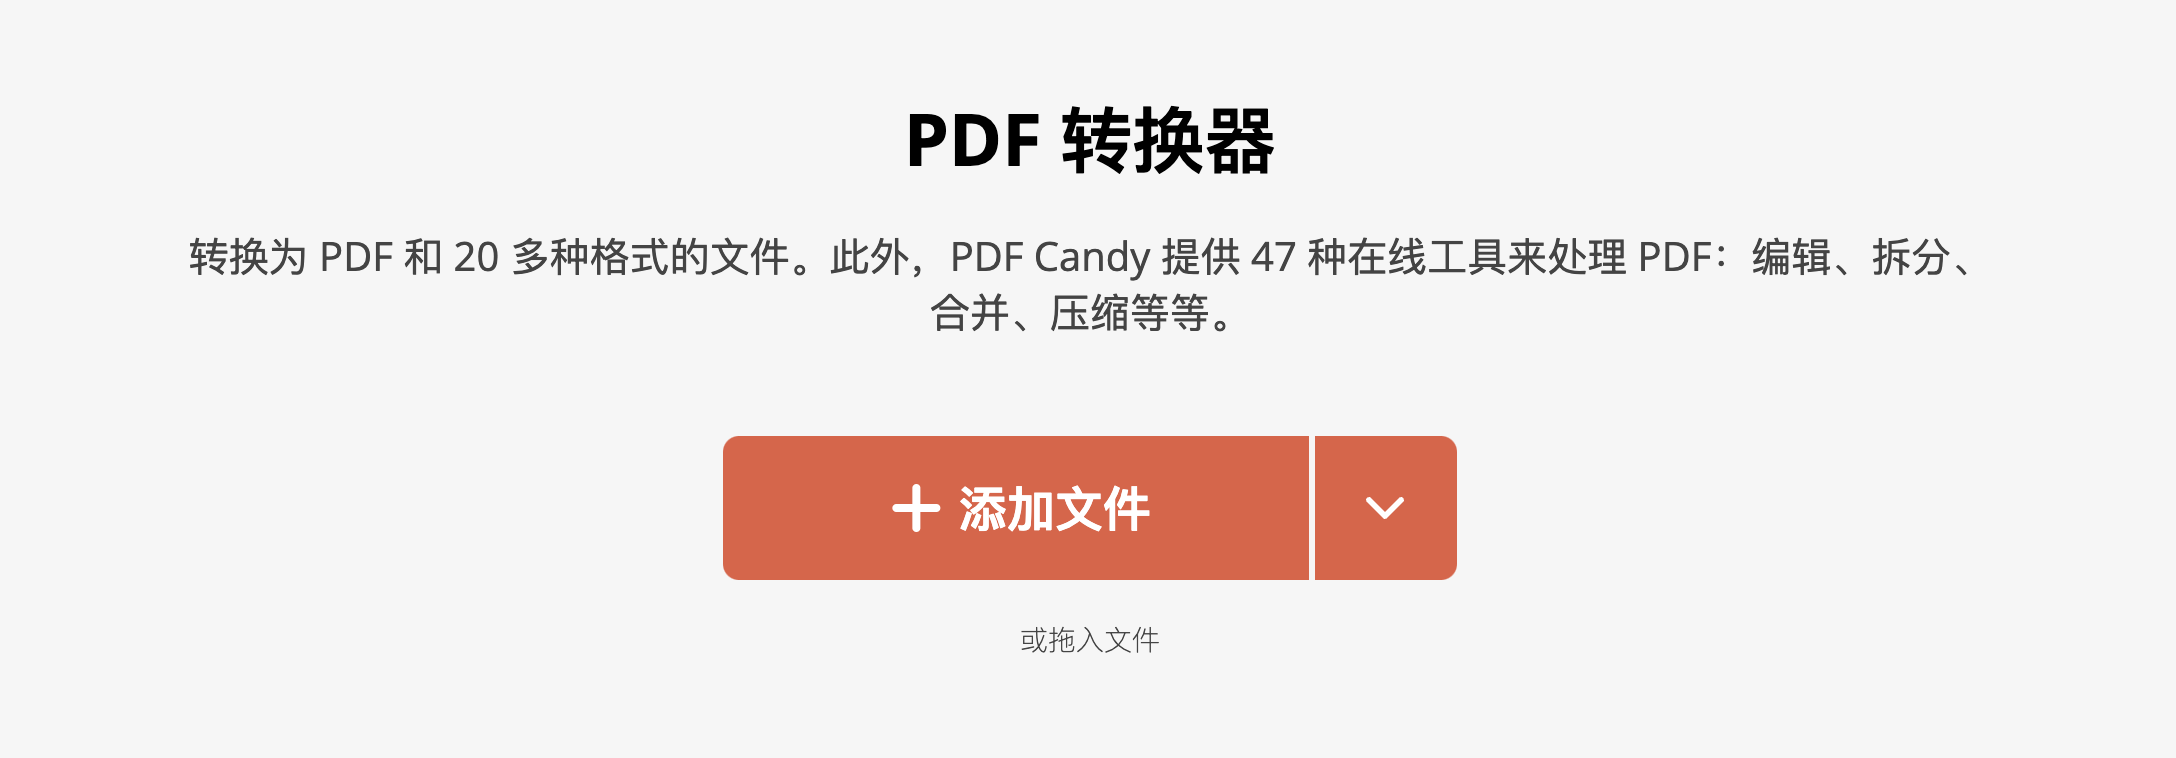 PDF 转换器
转换为 PDF 和 20 多种格式的文件。此外，PDF Candy 提供 47 种在线工具来处理 PDF：编辑、拆分、
合并、压缩等等。
添加文件
或拖入文件